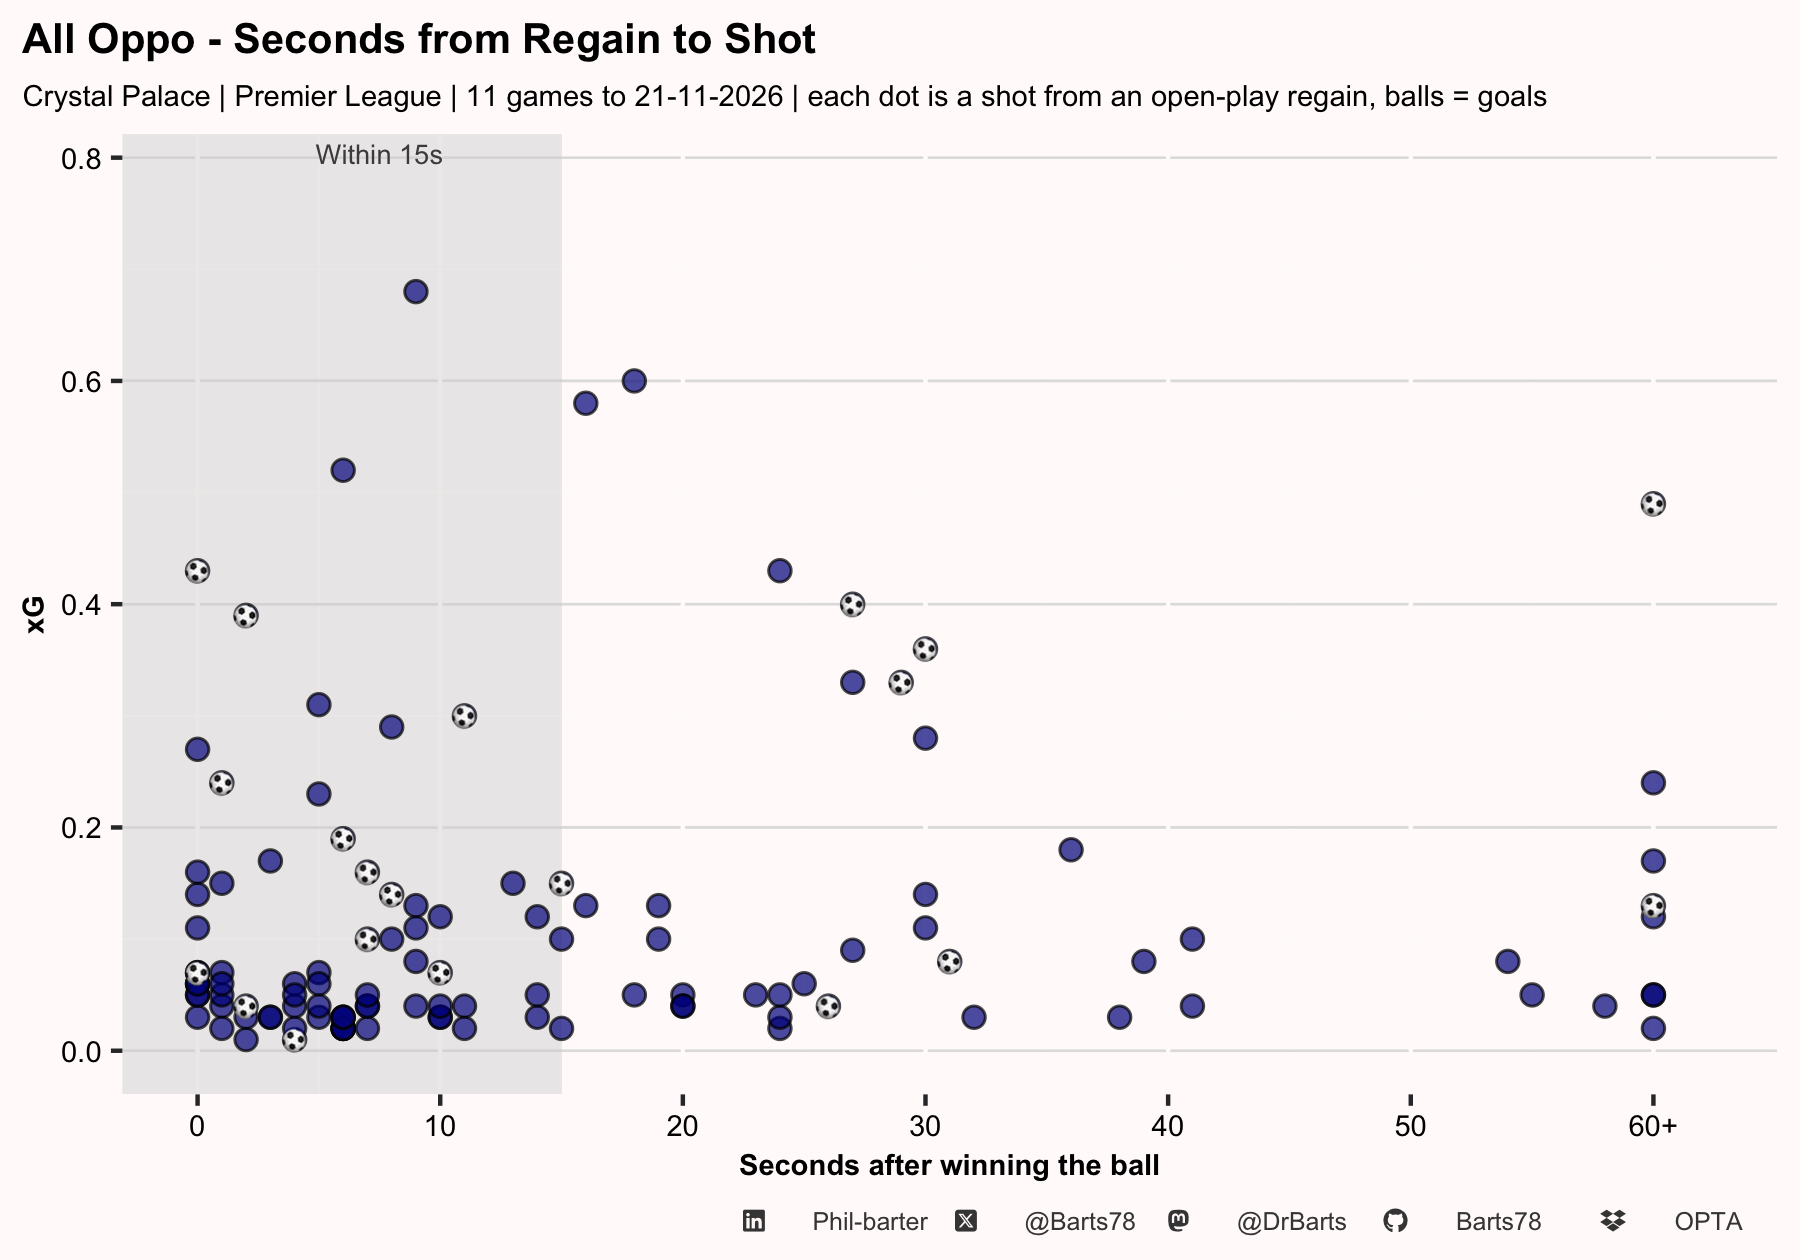 All Oppo - Seconds from Regain to Shot
Crystal Palace | Premier League | 11 games to 21-11-2026 | each dot is a shot from an open-play regain, balls = goals
Within 15s
0.8
0.6
0.4
0.2
0.0
xG
0 10 20 30 40 50 60+
Seconds after winning the ball
Phil-barter @Barts78 @DrBarts Barts78 OPTA